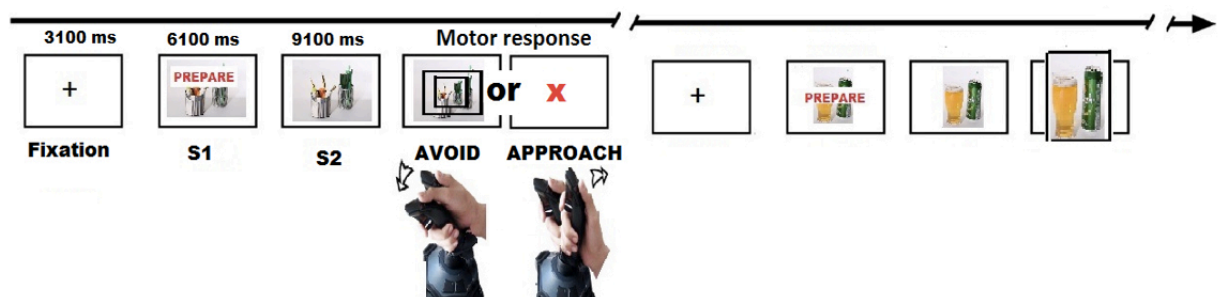 3100 ms 6100 ms 9100 ms Motor response
+ PREPARE or x + PREPARE
Fixation S1 S2 AVOID APPROACH